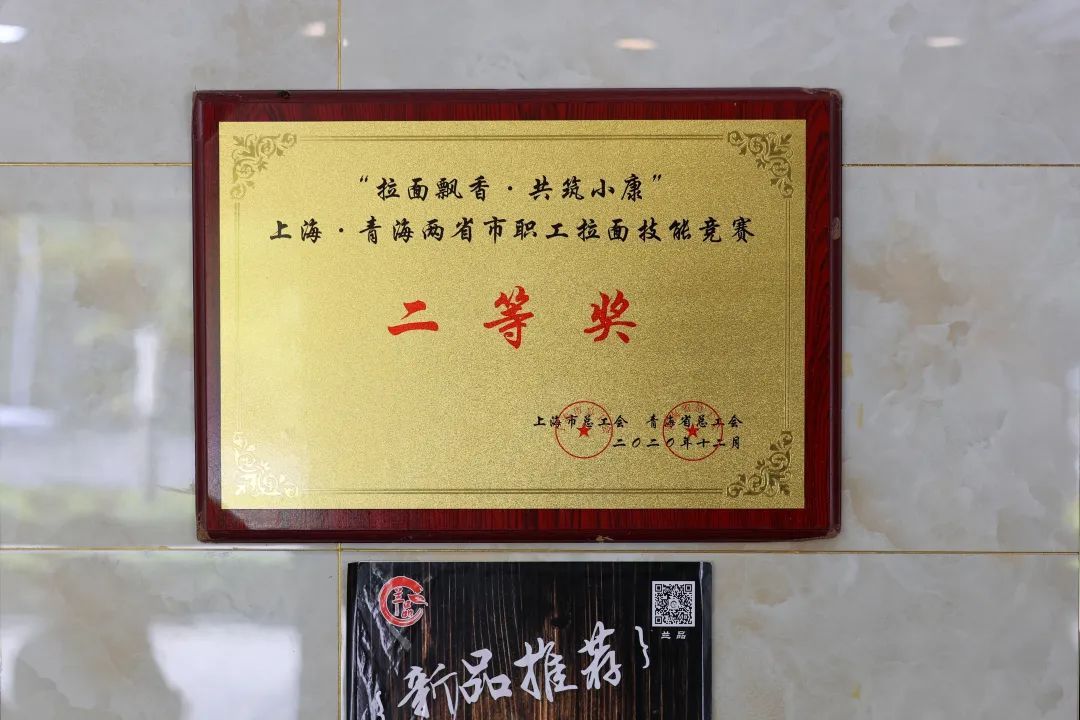 “拉面飘香·共筑小康”
上海·青海两省市职工拉面技能竞赛
二等奖
上海市总工会 青海省总工会
二〇二〇年十二月
兰品
新品推荐